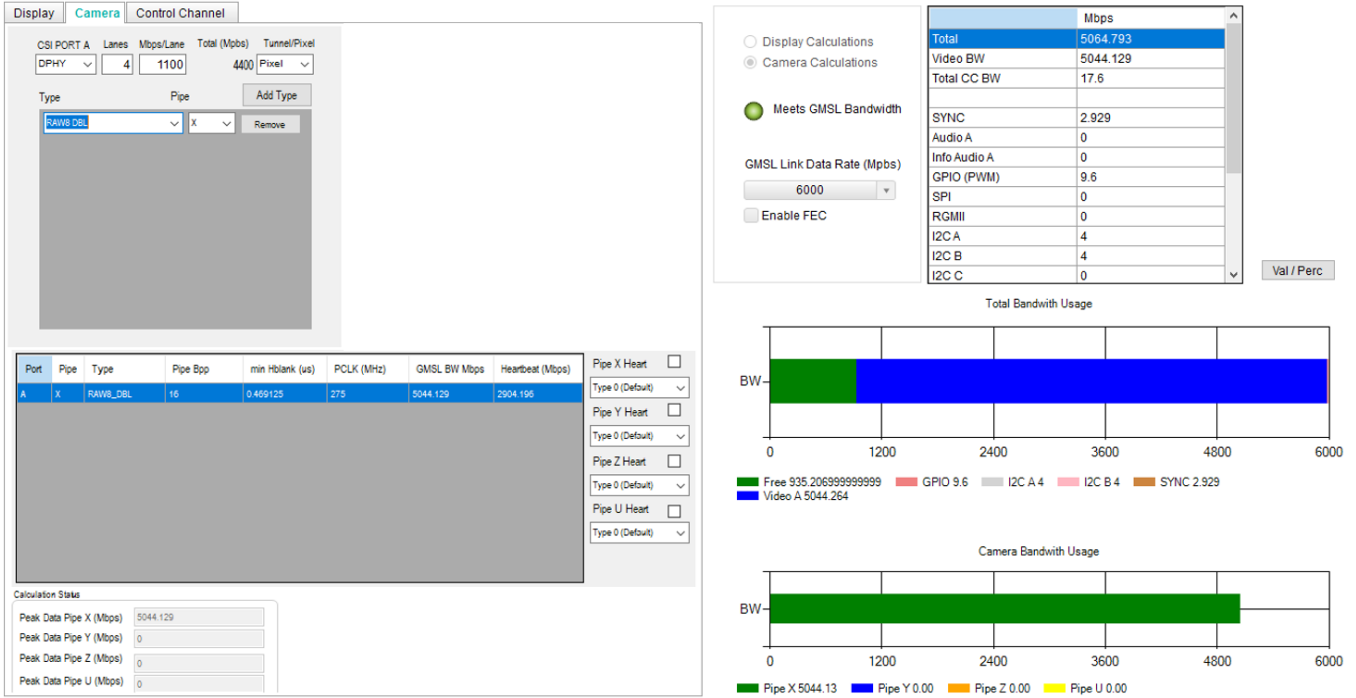 Display Camera Control Channel
CSI PORT A Lanes Mbps/Lane Total (Mpbs) Tunnel/Pixel
DPHY 4 1100 4400 Pixel
Type Pipe Add Type
RAW8 DBL X Remove
Port Pipe Type Pipe Bpp min Hblank (us) PCLK (MHz) GMSL BW Mbps Heartbeat (Mbps)
A X RAW8_DBL 16 0.469125 275 5044.129 2904.196
Pipe X Heart
Type 0 (Default)
Pipe Y Heart
Type 0 (Default)
Pipe Z Heart
Type 0 (Default)
Pipe U Heart
Type 0 (Default)
Calculation Status
Peak Data Pipe X (Mbps) 5044.129
Peak Data Pipe Y (Mbps) 0
Peak Data Pipe Z (Mbps) 0
Peak Data Pipe U (Mbps) 0
Display Calculations
Camera Calculations
Meets GMSL Bandwidth
GMSL Link Data Rate (Mpbs)
6000
Enable FEC
Mbps
Total 5064.793
Video BW 5044.129
Total CC BW 17.6
SYNC 2.929
Audio A 0
Info Audio A 0
GPIO (PWM) 9.6
SPI 0
RGMII 0
I2C A 4
I2C B 4
I2C C 0
Val / Perc
Total Bandwith Usage
BW
0 1200 2400 3600 4800 6000
Free 935.206999999999 GPIO 9.6 I2C A 4 I2C B 4 SYNC 2.929
Video A 5044.264
Camera Bandwith Usage
BW
0 1200 2400 3600 4800 6000
Pipe X 5044.13 Pipe Y 0.00 Pipe Z 0.00 Pipe U 0.00